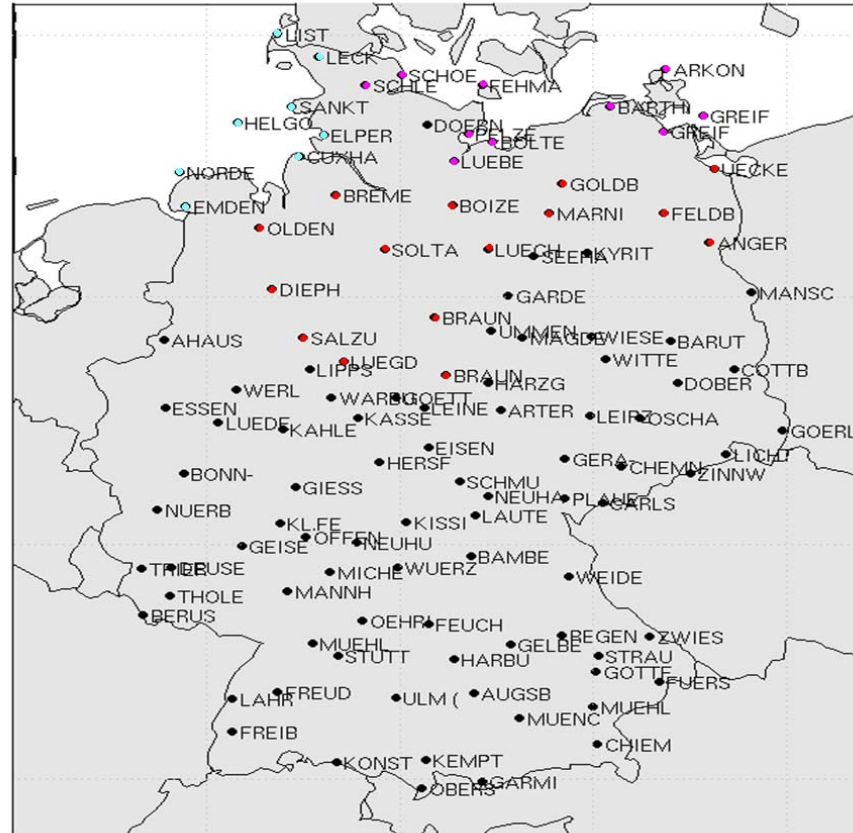 LIST
LECK
SCHOE
SCHLE
FEHMA
ARKON
SANKT
BARTH
HELGO
GREIF
DOERN
ELPER
PELZE
GREIF
BOLTE
CUXHA
LUEBE
NORDE
UECKE
GOLDB
BREME
EMDEN
BOIZE
MARNI
FELDB
OLDEN
ANGER
SOLTA
LUECH
SEEHA
KYRIT
DIEPH
MANSC
GARDE
BRAUN
UMMEN
AHAUS
SALZU
MAGDE
WIESE
BARUT
LUEGD
WITTE
LIPPS
COTTB
BRAUN
HARZG
DOBER
WERL
WARBU
GOETT
ESSEN
LEINE
ARTER
LUEDE
KASSE
LEIPZ
OSCHA
KAHLE
GOERL
EISEN
LICHT
HERSF
GERA-
CHEMN
BONN-
ZINNW
GIESS
SCHMU
NEUHA
PLAUE
CARLS
NUERB
LAUTE
KL.FE
KISSI
OFFEN
GEISE
NEUHU
BAMBE
TRIER
DEUSE
MICHE
WUERZ
WEIDE
THOLE
MANNH
BERUS
OEHRI
FEUCH
MUEHL
GELBE
REGEN
ZWIES
STUTT
HARBU
STRAU
GOTTF
FUERS
LAHR
FREUD
ULM (
AUGSB
MUENC
MUEHL
FREIB
CHIEM
KONST
KEMPT
GARMI
OBERS